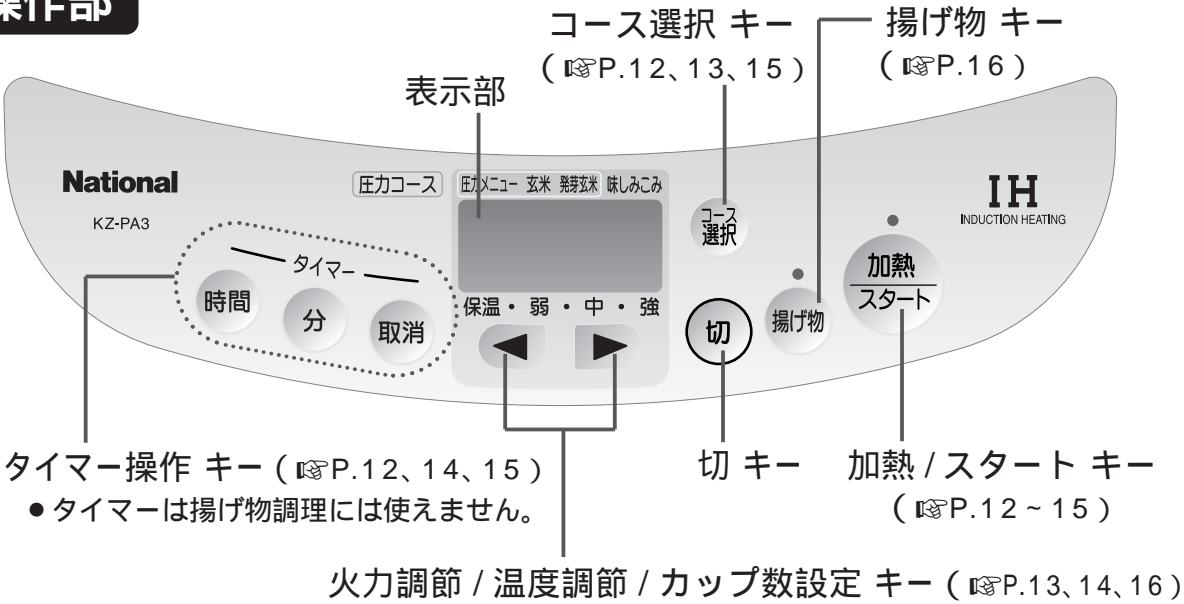 操作部
コース選択 キー
(☞P.12、13、15)
揚げ物 キー
(☞P.16)
表示部
National
KZ-PA3
圧力コース
圧力メニュー 玄米 発芽玄米 味しみこみ
コース
選択
IH
INDUCTION HEATING
タイマー
時間
分
取消
保温・弱・中・強
◀ ▶
切
揚げ物
加熱
スタート
タイマー操作 キー(☞P.12、14、15)
●タイマーは揚げ物調理には使えません。
切 キー
加熱/スタート キー
(☞P.12~15)
火力調節/温度調節/カップ数設定 キー(☞P.13、14、16)